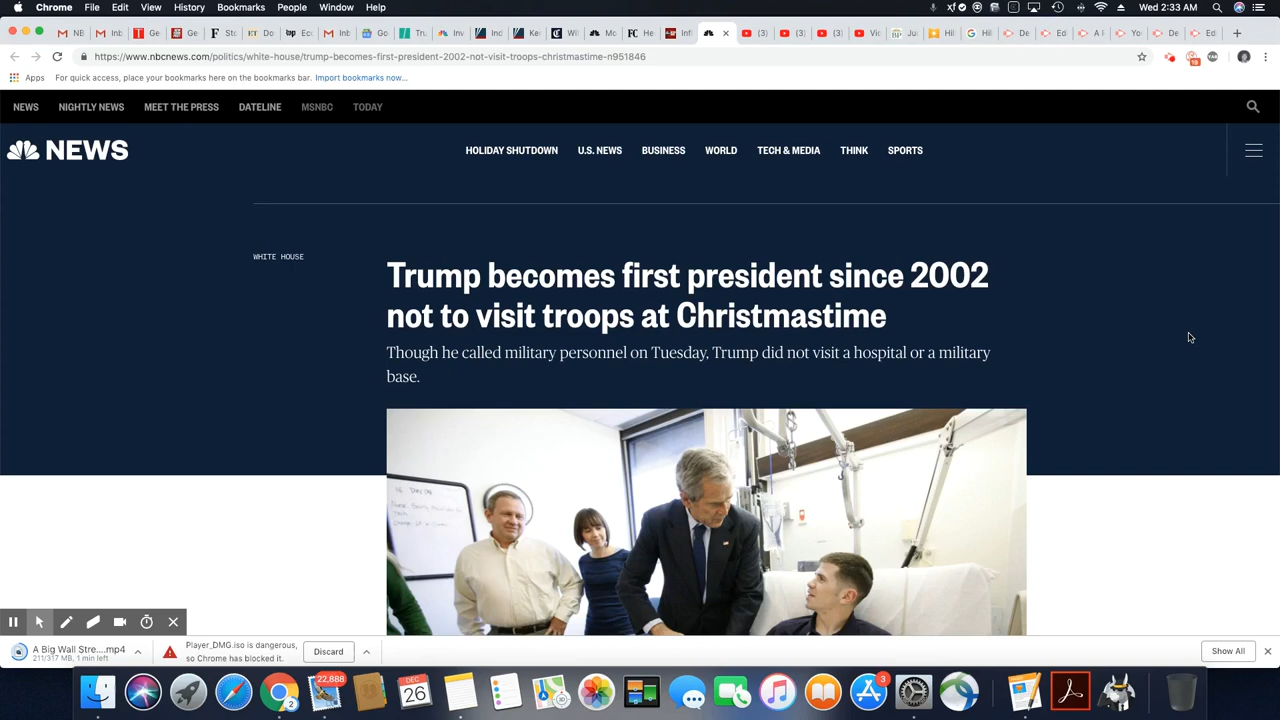 Chrome File Edit View History Bookmarks People Window Help
Wed 2:33 AM
https://www.nbcnews.com/politics/white-house/trump-becomes-first-president-2002-not-visit-troops-christmastime-n951846
Apps For quick access, place your bookmarks here on the bookmarks bar. Import bookmarks now...
NEWS NIGHTLY NEWS MEET THE PRESS DATELINE MSNBC TODAY
NEWS
HOLIDAY SHUTDOWN U.S. NEWS BUSINESS WORLD TECH & MEDIA THINK SPORTS
WHITE HOUSE
Trump becomes first president since 2002
not to visit troops at Christmastime
Though he called military personnel on Tuesday, Trump did not visit a hospital or a military
base.
A Big Wall Stre....mp4
211/317 MB, 1 min left
Player_DMG.iso is dangerous,
so Chrome has blocked it.
Discard
Show All
22,888
DEC
26
3
2